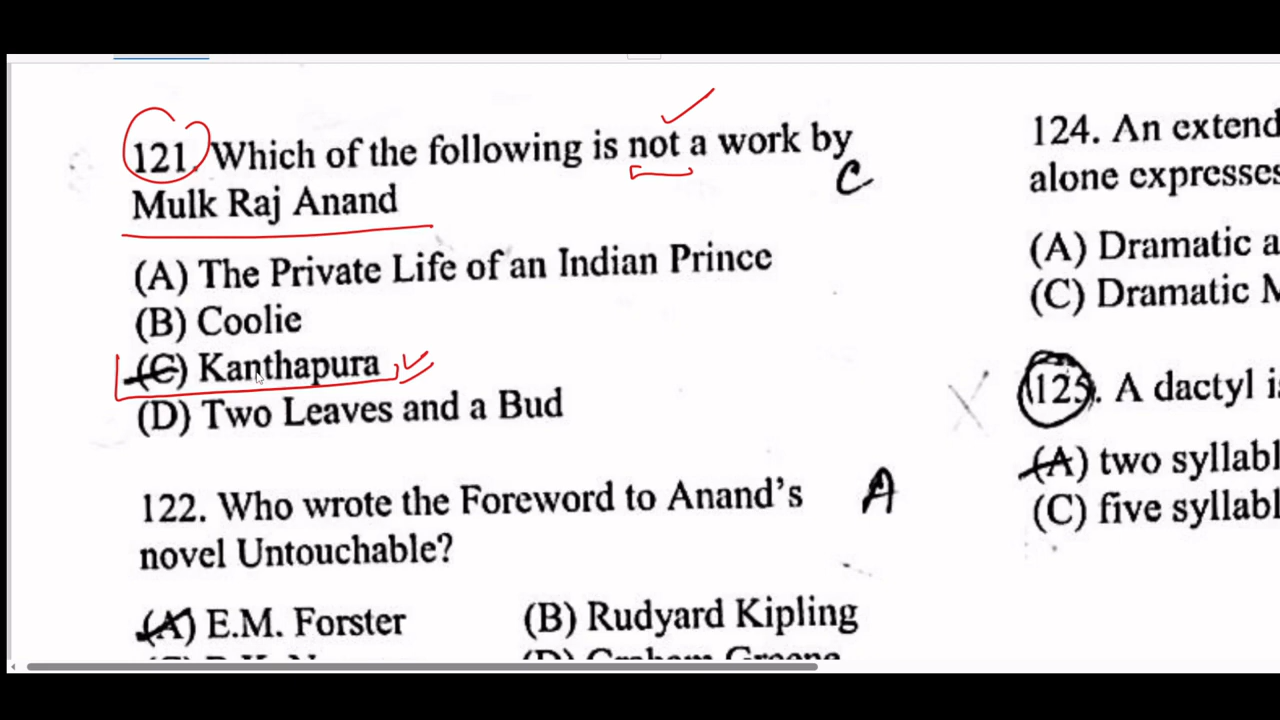 121. Which of the following is not a work by
C
Mulk Raj Anand
(A) The Private Life of an Indian Prince
(B) Coolie
(C) Kanthapura
(D) Two Leaves and a Bud
122. Who wrote the Foreword to Anand's
A
novel Untouchable?
(A) E.M. Forster (B) Rudyard Kipling
(D) Graham Greene
124. An extend
alone expresses
(A) Dramatic a
(C) Dramatic M
125. A dactyl is
(A) two syllabl
(C) five syllabl